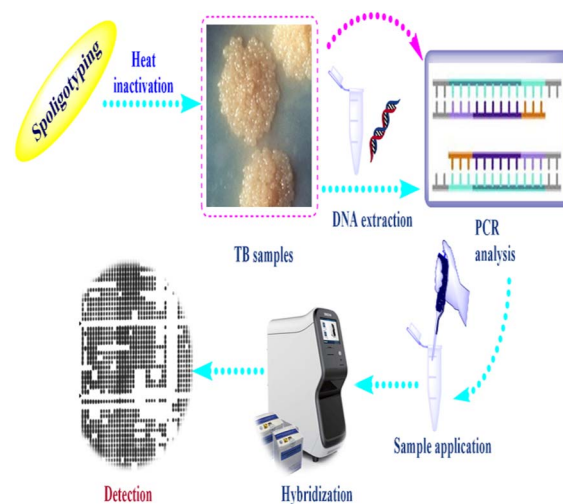 Spoligotyping
Heat
inactivation
TB samples
DNA extraction
PCR
analysis
Sample application
Hybridization
Detection